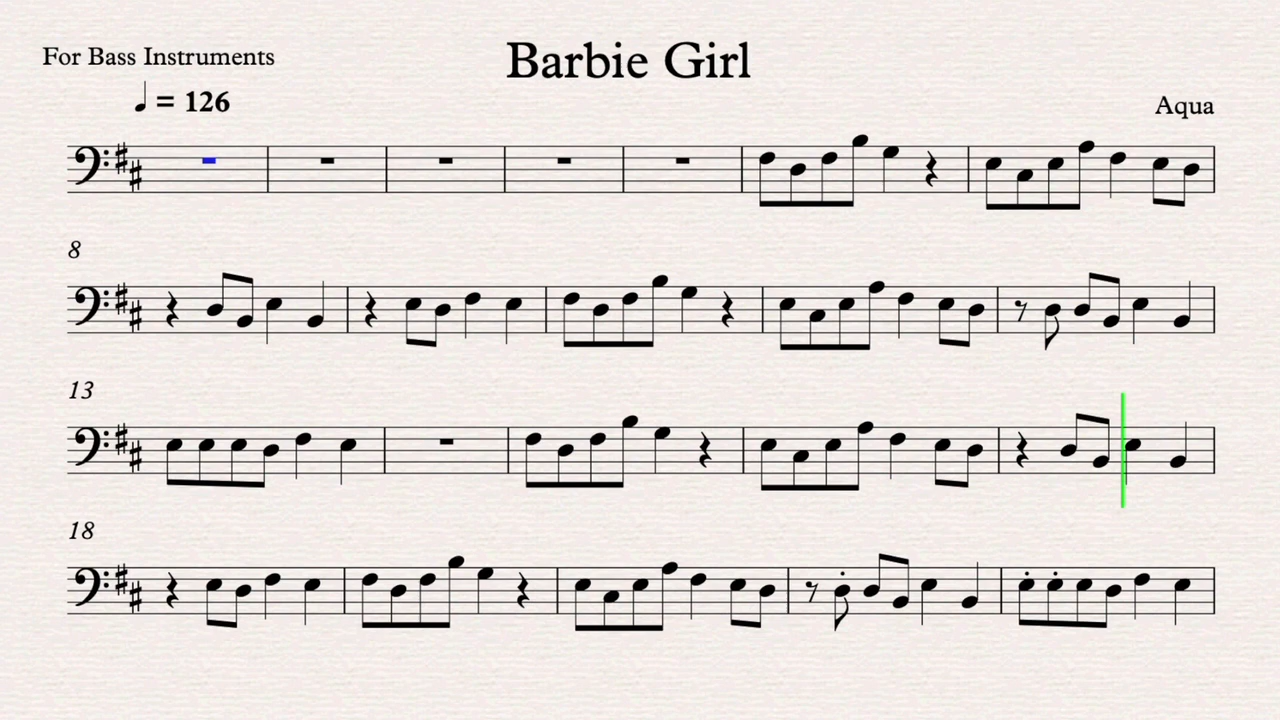 For Bass Instruments
Barbie Girl
♩ = 126
Aqua
8
13
18